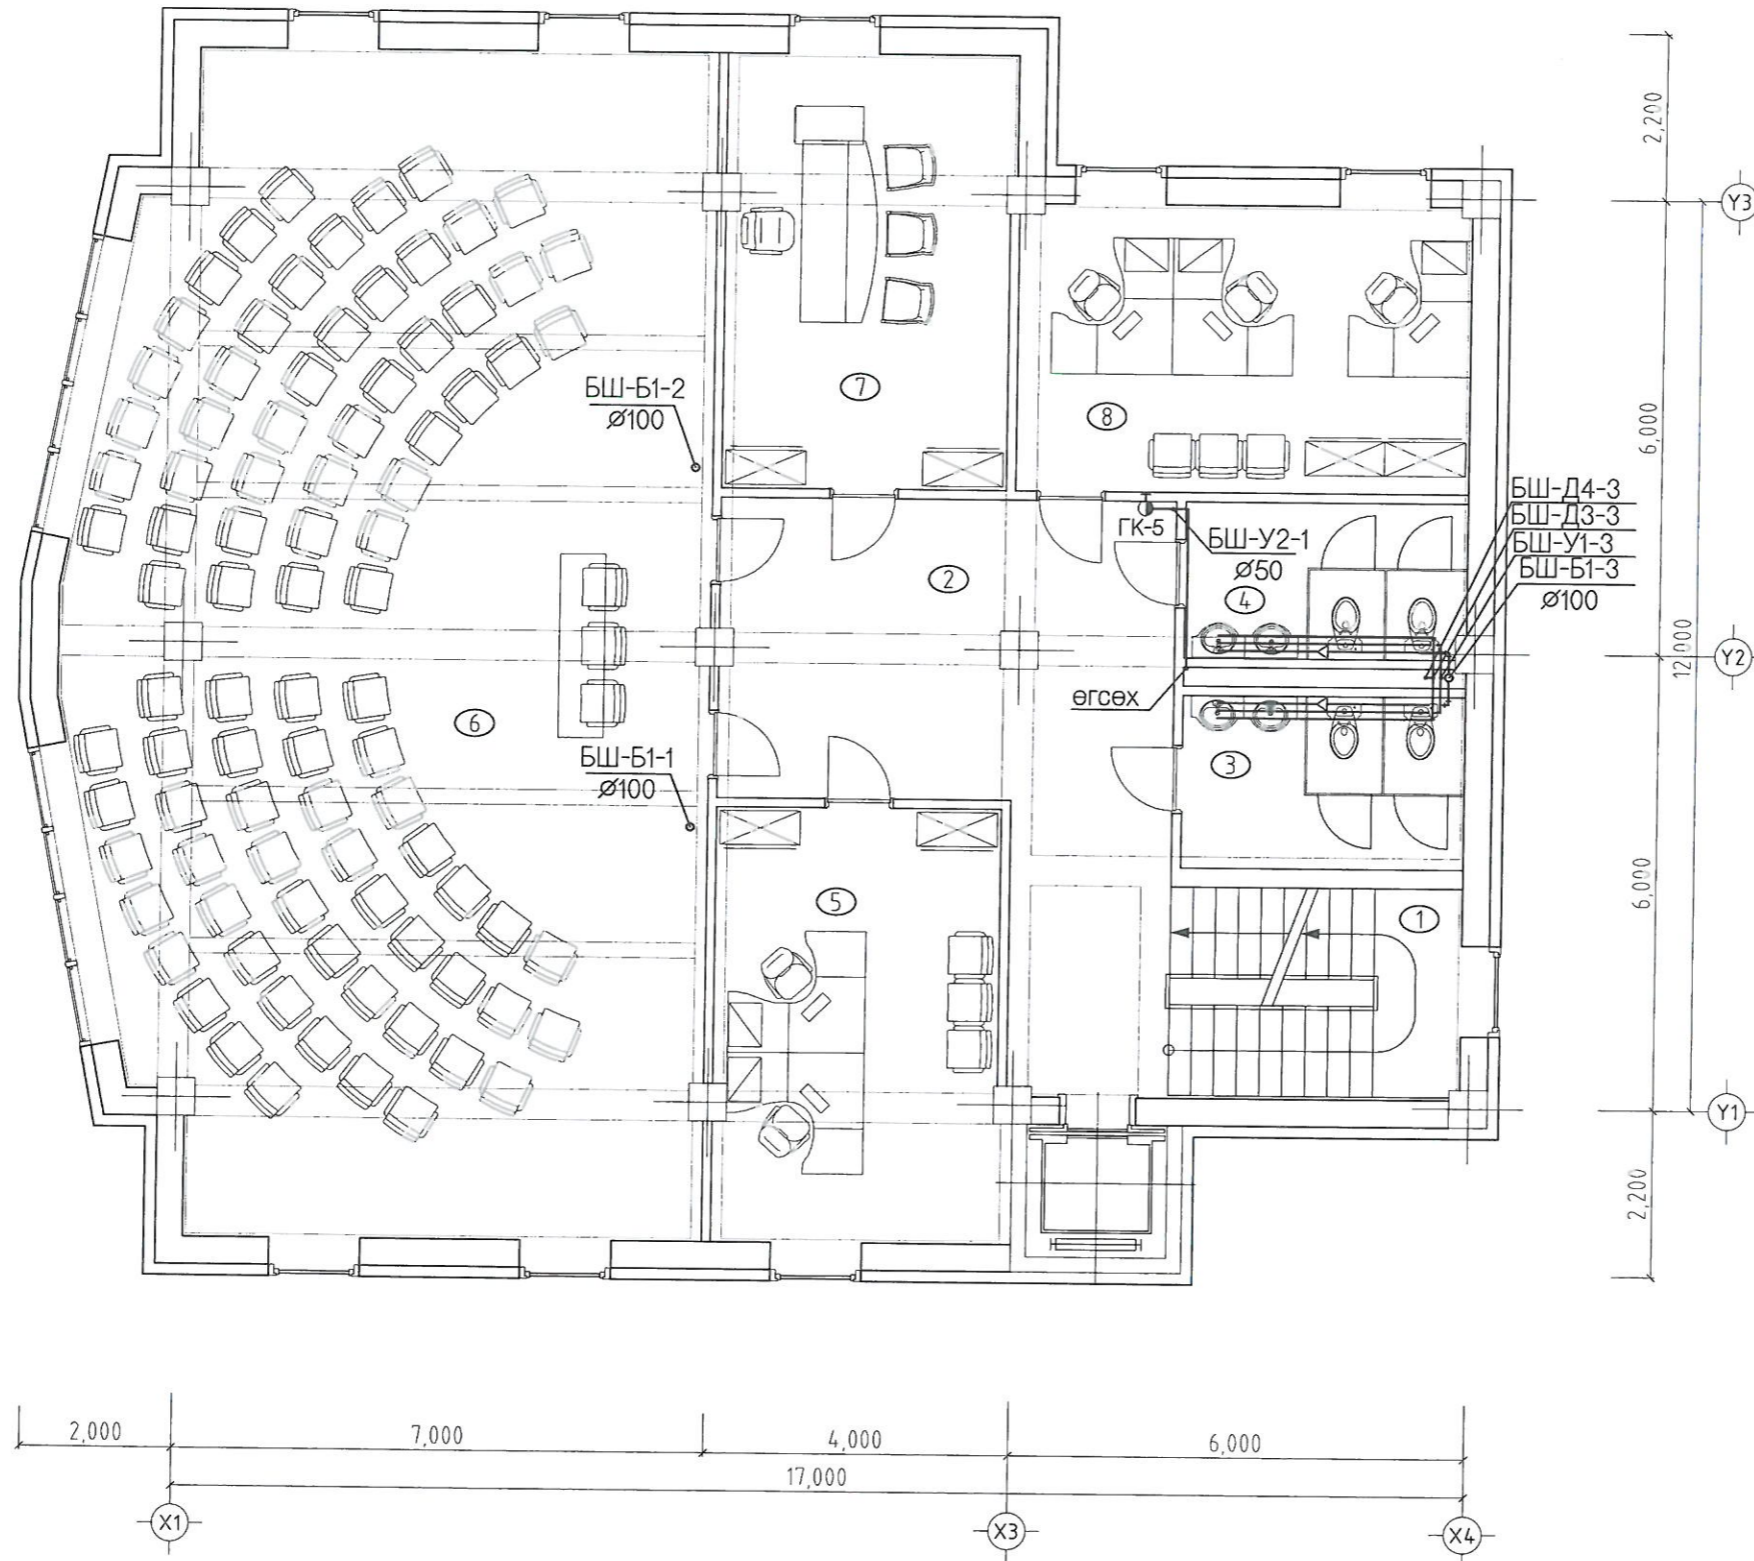 2,200
Y3
БШ-Б1-2
Ø100
7
8
6,000
БШ-Д4-3
БШ-Д3-3
БШ-У1-3
БШ-Б1-3
Ø100
ГК-5
БШ-У2-1
Ø50
2
4
12,000
Y2
өгсөх
6
3
БШ-Б1-1
Ø100
5
1
6,000
Y1
2,200
2,000
7,000
4,000
6,000
17,000
X1
X3
X4